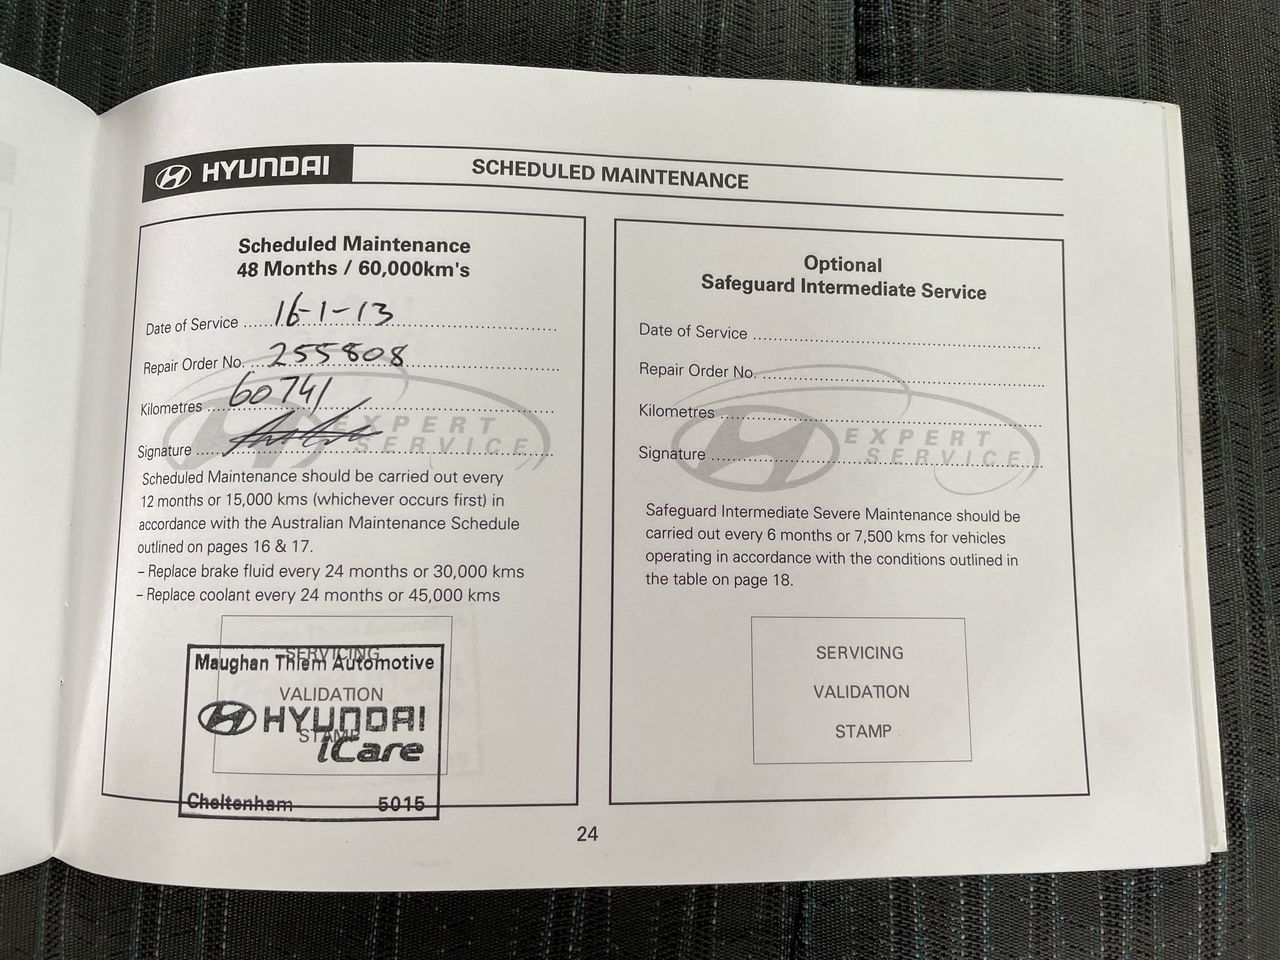 HYUNDAI
SCHEDULED MAINTENANCE
Scheduled Maintenance
48 Months / 60,000km's
Date of Service 16-1-13
Repair Order No. 255808
Kilometres 60741
Signature
EXPERT
SERVICE
Scheduled Maintenance should be carried out every
12 months or 15,000 kms (whichever occurs first) in
accordance with the Australian Maintenance Schedule
outlined on pages 16 & 17.
– Replace brake fluid every 24 months or 30,000 kms
– Replace coolant every 24 months or 45,000 kms
SERVICING
Maughan Thiem Automotive
VALIDATION
HYUNDAI
STAMP
iCare
Cheltenham 5015
Optional
Safeguard Intermediate Service
Date of Service
Repair Order No.
Kilometres
Signature
EXPERT
SERVICE
Safeguard Intermediate Severe Maintenance should be
carried out every 6 months or 7,500 kms for vehicles
operating in accordance with the conditions outlined in
the table on page 18.
SERVICING
VALIDATION
STAMP
24